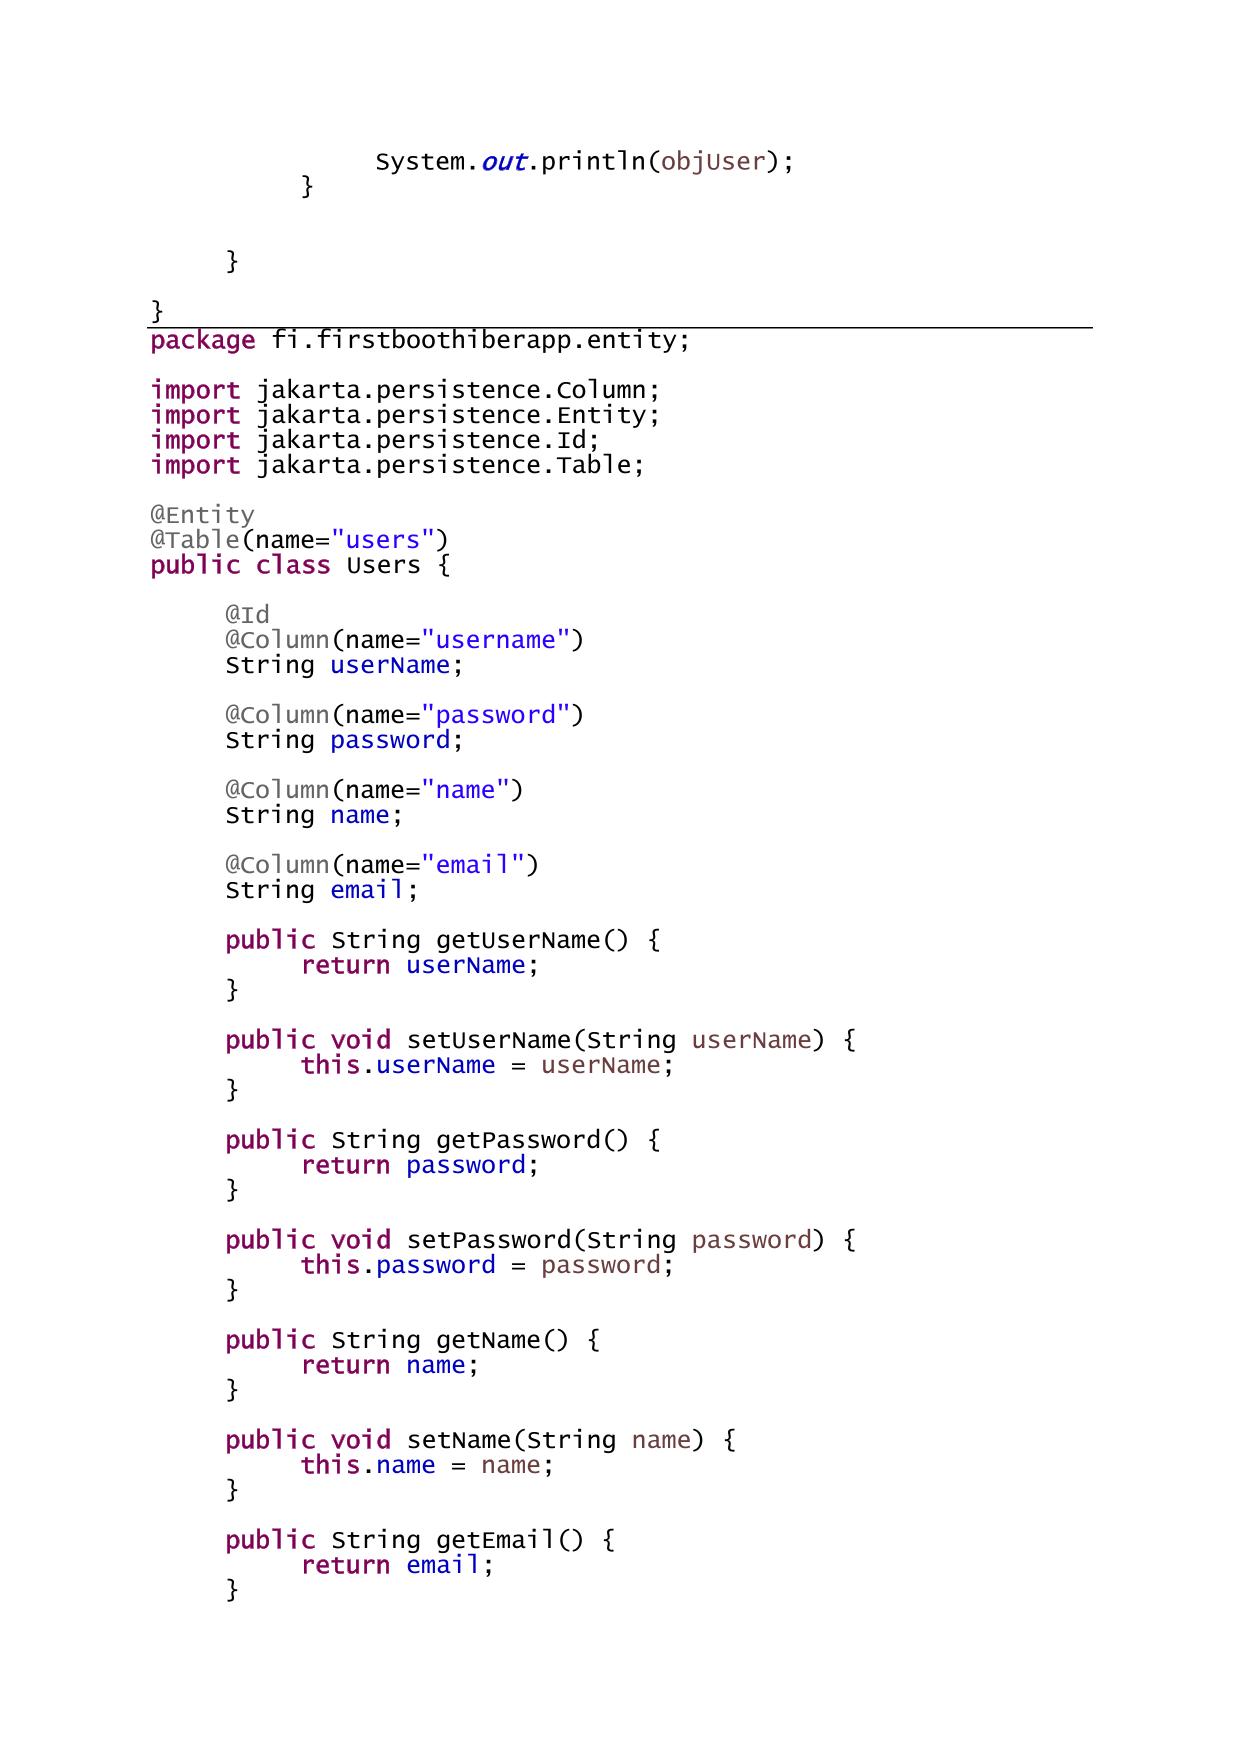 System.out.println(objUser);
}
}
}
package fi.firstboothiberapp.entity;
import jakarta.persistence.Column;
import jakarta.persistence.Entity;
import jakarta.persistence.Id;
import jakarta.persistence.Table;
@Entity
@Table(name="users")
public class Users {
@Id
@Column(name="username")
String userName;
@Column(name="password")
String password;
@Column(name="name")
String name;
@Column(name="email")
String email;
public String getUserName() {
return userName;
}
public void setUserName(String userName) {
this.userName = userName;
}
public String getPassword() {
return password;
}
public void setPassword(String password) {
this.password = password;
}
public String getName() {
return name;
}
public void setName(String name) {
this.name = name;
}
public String getEmail() {
return email;
}